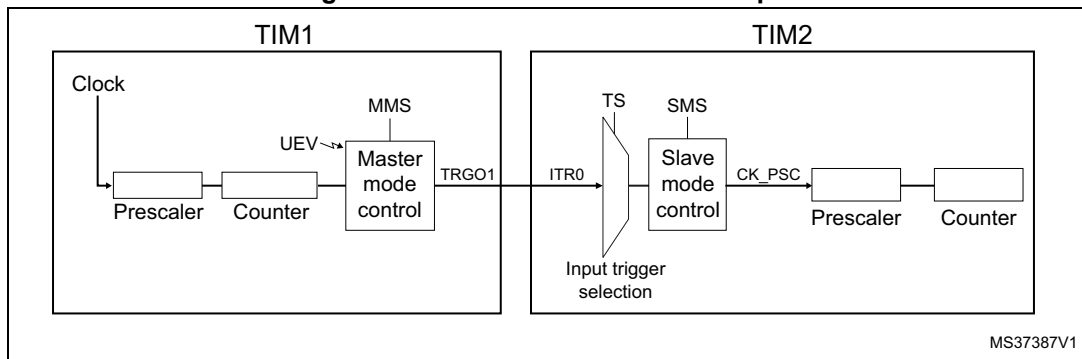 TIM1
TIM2
Clock
MMS
TS
SMS
UEV
Master
mode
control
TRGO1
ITR0
Slave
mode
control
CK_PSC
Prescaler
Counter
Prescaler
Counter
Input trigger
selection
MS37387V1